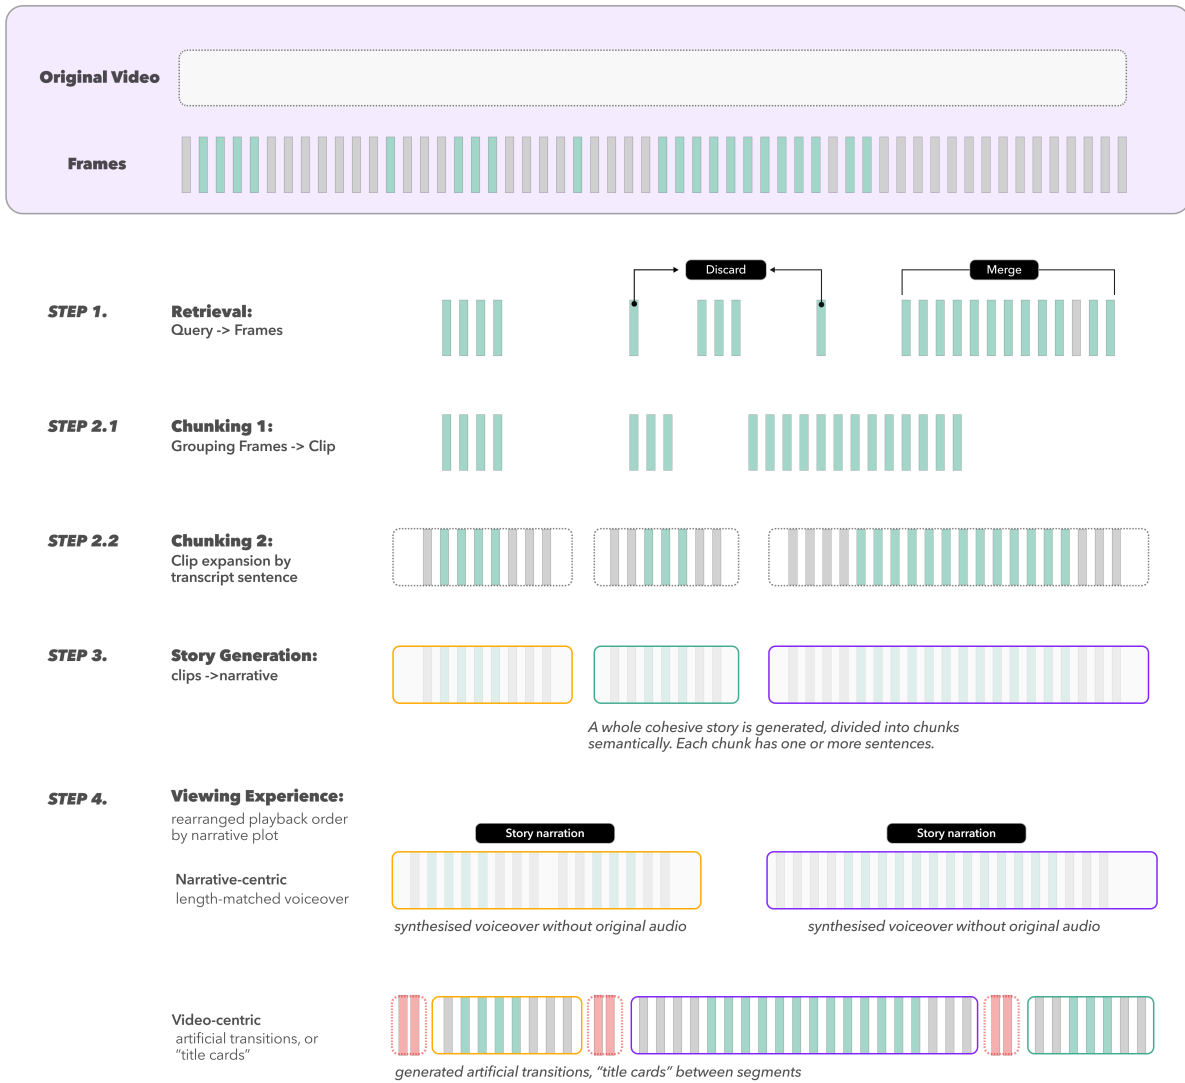 Original Video
Frames
Discard
Merge
STEP 1.
Retrieval:
Query -> Frames
STEP 2.1
Chunking 1:
Grouping Frames -> Clip
STEP 2.2
Chunking 2:
Clip expansion by
transcript sentence
STEP 3.
Story Generation:
clips ->narrative
A whole cohesive story is generated, divided into chunks
semantically. Each chunk has one or more sentences.
STEP 4.
Viewing Experience:
rearranged playback order
by narrative plot
Story narration
Story narration
Narrative-centric
length-matched voiceover
synthesised voiceover without original audio
synthesised voiceover without original audio
Video-centric
artificial transitions, or
"title cards"
generated artificial transitions, "title cards" between segments